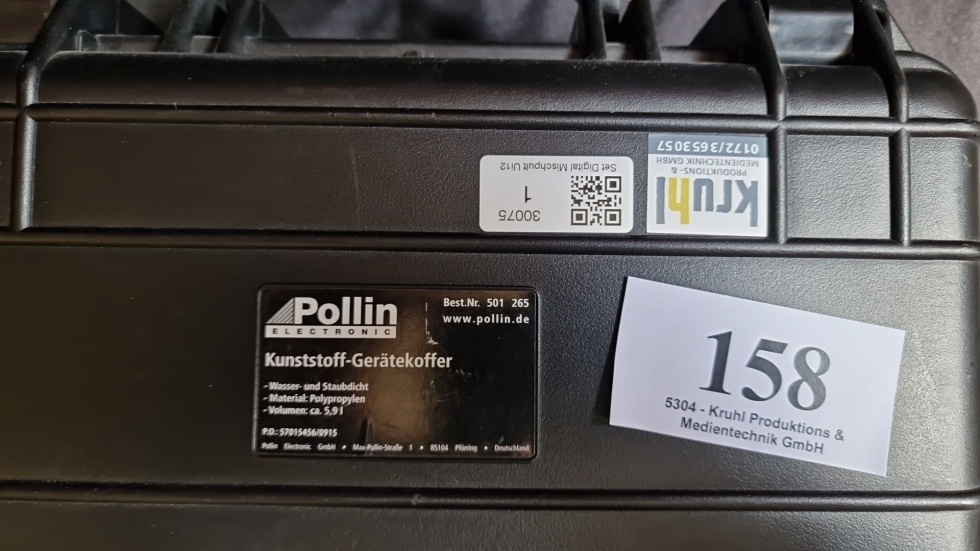 Set Digital Mischpult Ui12
1
30075
kruhl
PRODUKTIONS- &
MEDIENTECHNIK GMBH
0172/3653057
Pollin
ELECTRONIC
Best.Nr. 501 265
www.pollin.de
Kunststoff-Gerätekoffer
- Wasser- und Staubdicht
- Material: Polypropylen
- Volumen: ca. 5,9 l
P.O.: 57015456/0915
Pollin Electronic GmbH • Max-Pollin-Straße 1 • 85104 Pförring • Deutschland
158
5304 - Kruhl Produktions &
Medientechnik GmbH